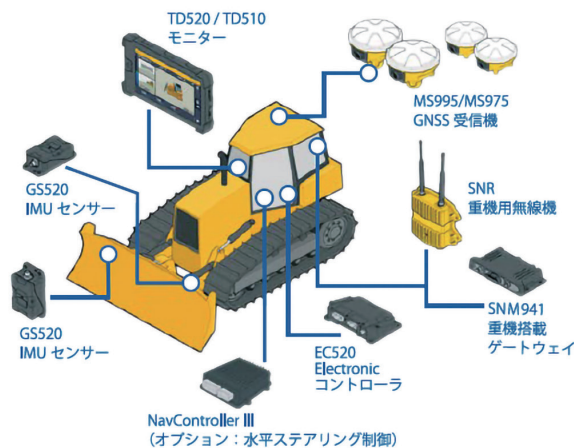 TD520 / TD510
モニター
MS995/MS975
GNSS 受信機
GS520
IMU センサー
SNR
重機用無線機
GS520
IMU センサー
SNM941
重機搭載
ゲートウェイ
EC520
Electronic
コントローラ
NavController III
（オプション：水平ステアリング制御）